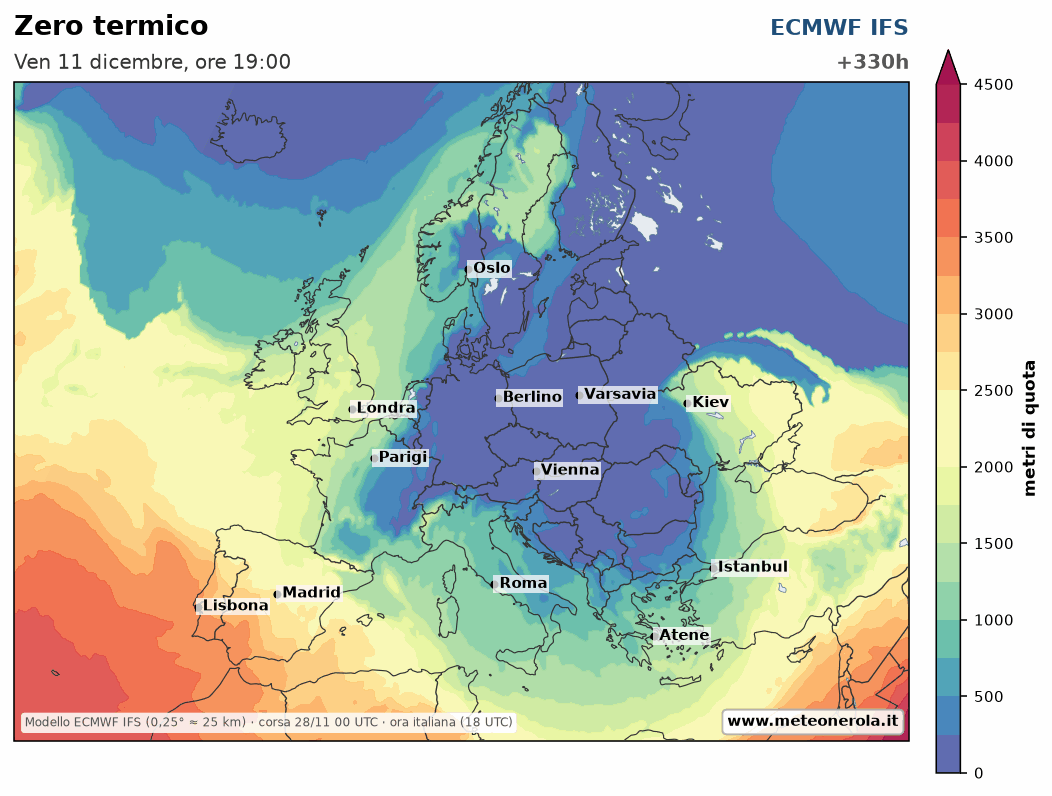 Zero termico
ECMWF IFS
Ven 11 dicembre, ore 19:00
+330h
4500
4000
3500
3000
2500
2000
1500
1000
500
0
metri di quota
Oslo
Berlino
Varsavia
Kiev
Londra
Parigi
Vienna
Istanbul
Roma
Madrid
Lisbona
Atene
Modello ECMWF IFS (0,25° ≈ 25 km) · corsa 28/11 00 UTC · ora italiana (18 UTC)
www.meteonerola.it